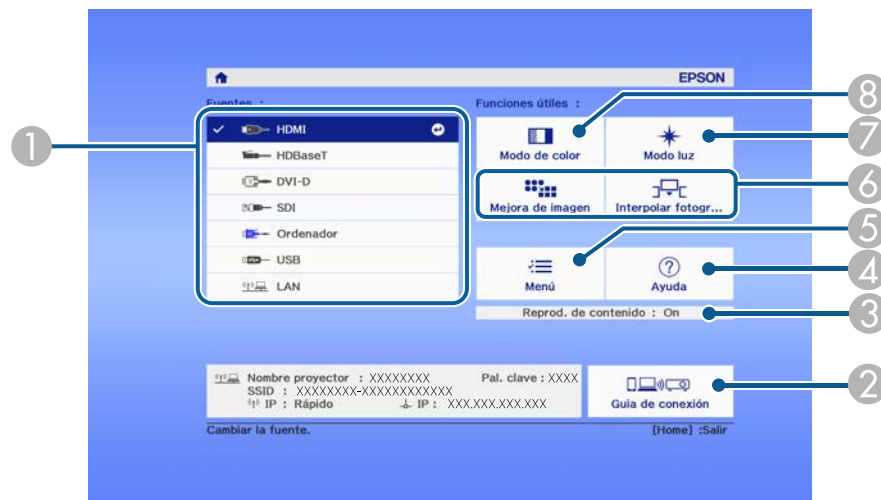 EPSON
Fuentes :
Funciones útiles :
HDMI
HDBaseT
DVI-D
SDI
Ordenador
USB
LAN
Modo de color
Modo luz
Mejora de imagen
Interpolar fotogr...
Menú
Ayuda
Reprod. de contenido : On
Nombre proyector : XXXXXXXX
Pal. clave : XXXX
SSID : XXXXXXXX-XXXXXXXXXXXX
IP : Rápido
IP : XXX.XXX.XXX.XXX
Guia de conexión
Cambiar la fuente.
[Home] :Salir
1
8
7
6
5
4
3
2